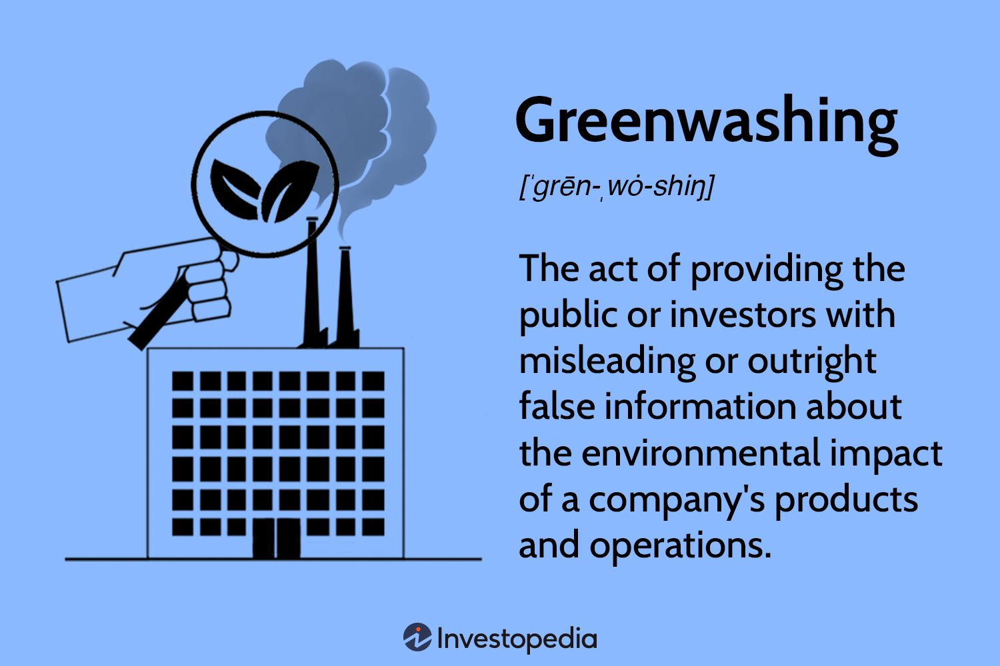 Greenwashing
[ˈgrēn-ˌwȯ-shiŋ]
The act of providing the
public or investors with
misleading or outright
false information about
the environmental impact
of a company's products
and operations.
Investopedia